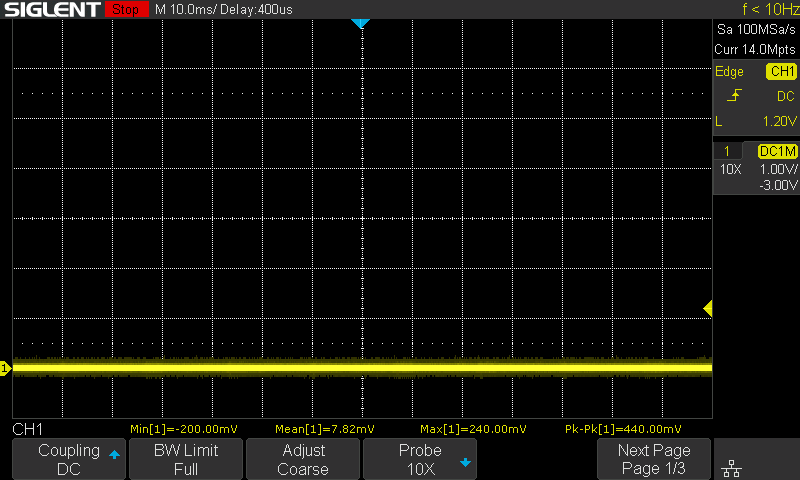 SIGLENT Stop M 10.0ms/ Delay:400us f < 10Hz
Sa 100MSa/s
Curr 14.0Mpts
Edge CH1
DC
L 1.20V
1 DC1M
10X 1.00V/
-3.00V
1
CH1 Min[1]=-200.00mV Mean[1]=7.82mV Max[1]=240.00mV Pk-Pk[1]=440.00mV
Coupling BW Limit Adjust Probe Next Page
DC Full Coarse 10X Page 1/3